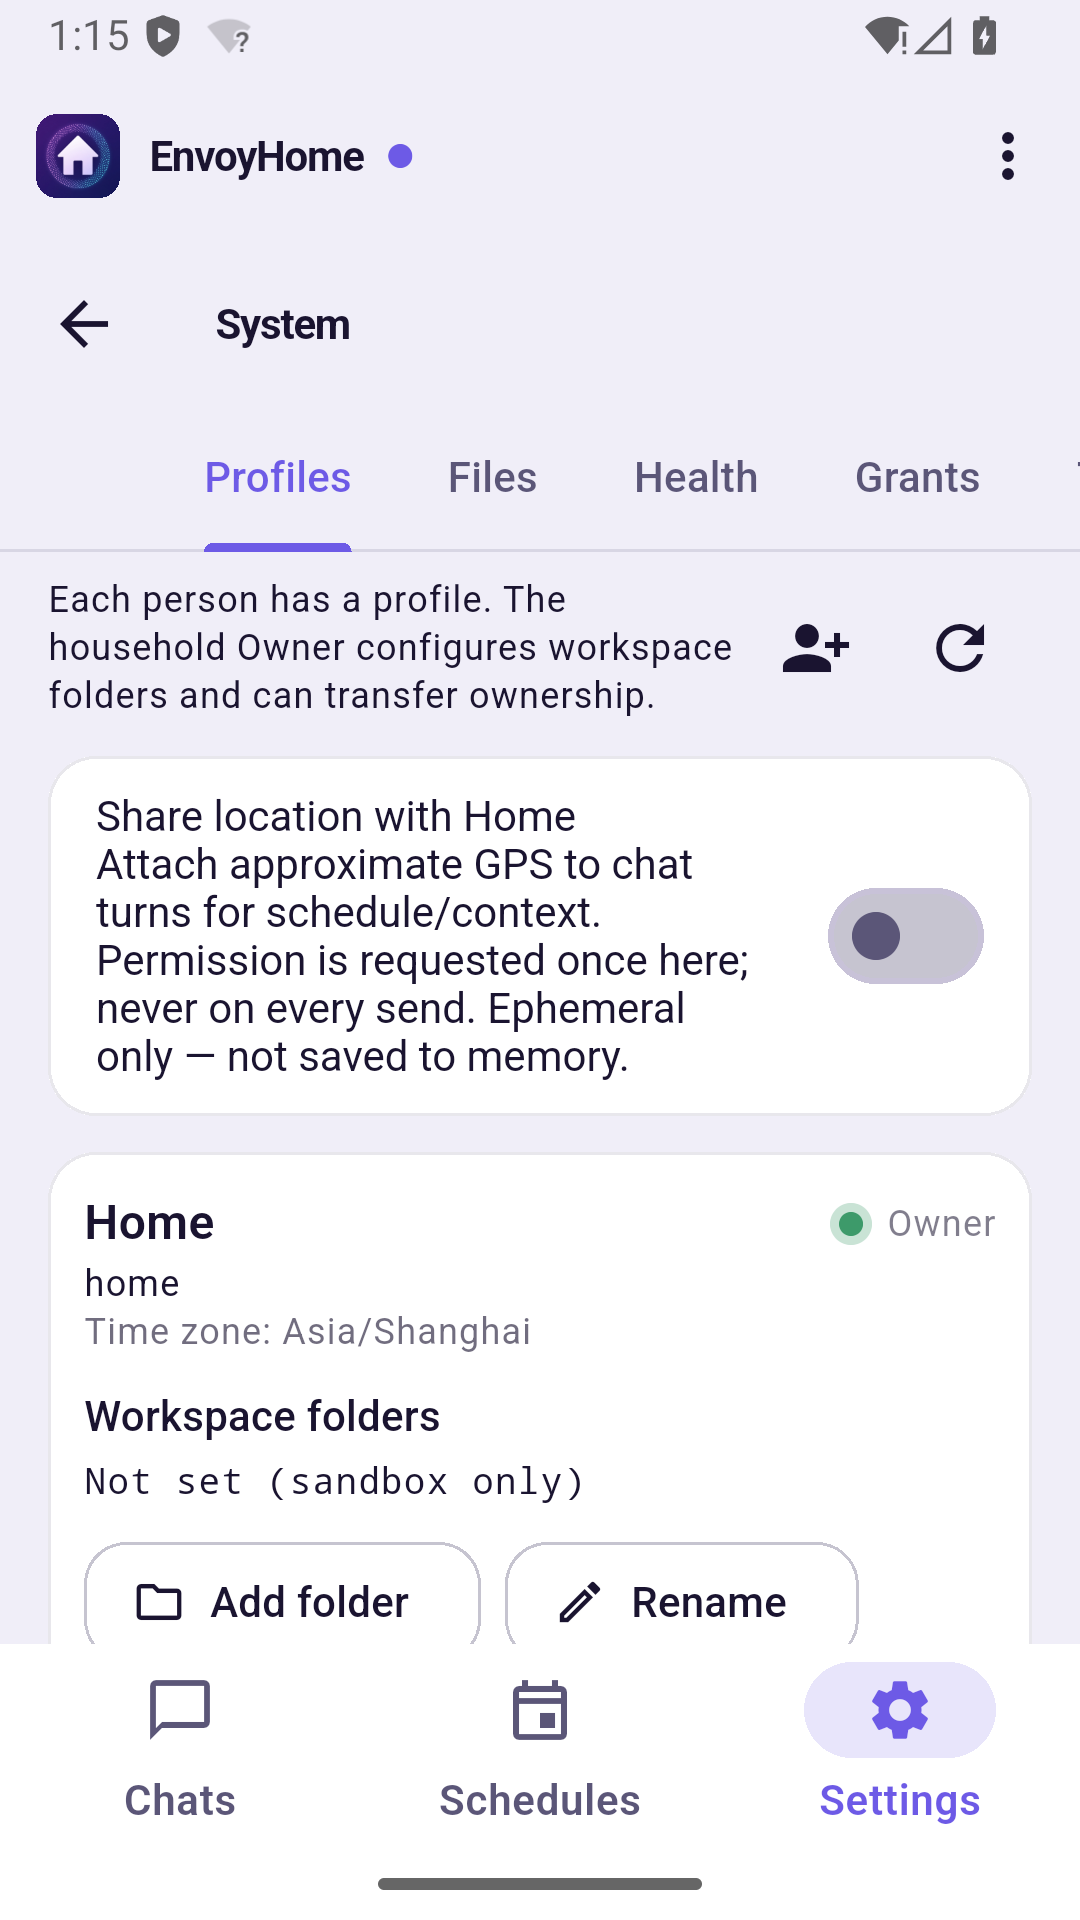 1:15
EnvoyHome
System
Profiles Files Health Grants
Each person has a profile. The
household Owner configures workspace
folders and can transfer ownership.
Share location with Home
Attach approximate GPS to chat
turns for schedule/context.
Permission is requested once here;
never on every send. Ephemeral
only — not saved to memory.
Home
Owner
home
Time zone: Asia/Shanghai
Workspace folders
Not set (sandbox only)
Add folder Rename
Chats Schedules Settings